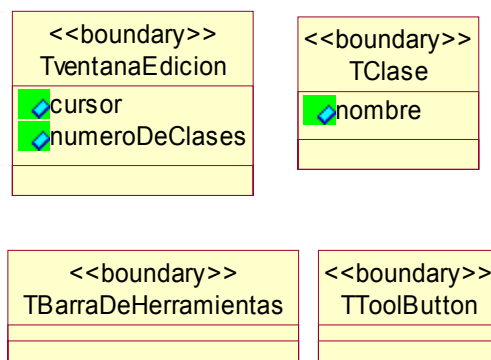 <<boundary>>
TventanaEdicion
cursor
numeroDeClases
<<boundary>>
TClase
nombre
<<boundary>>
TBarraDeHerramientas
<<boundary>>
TToolButton